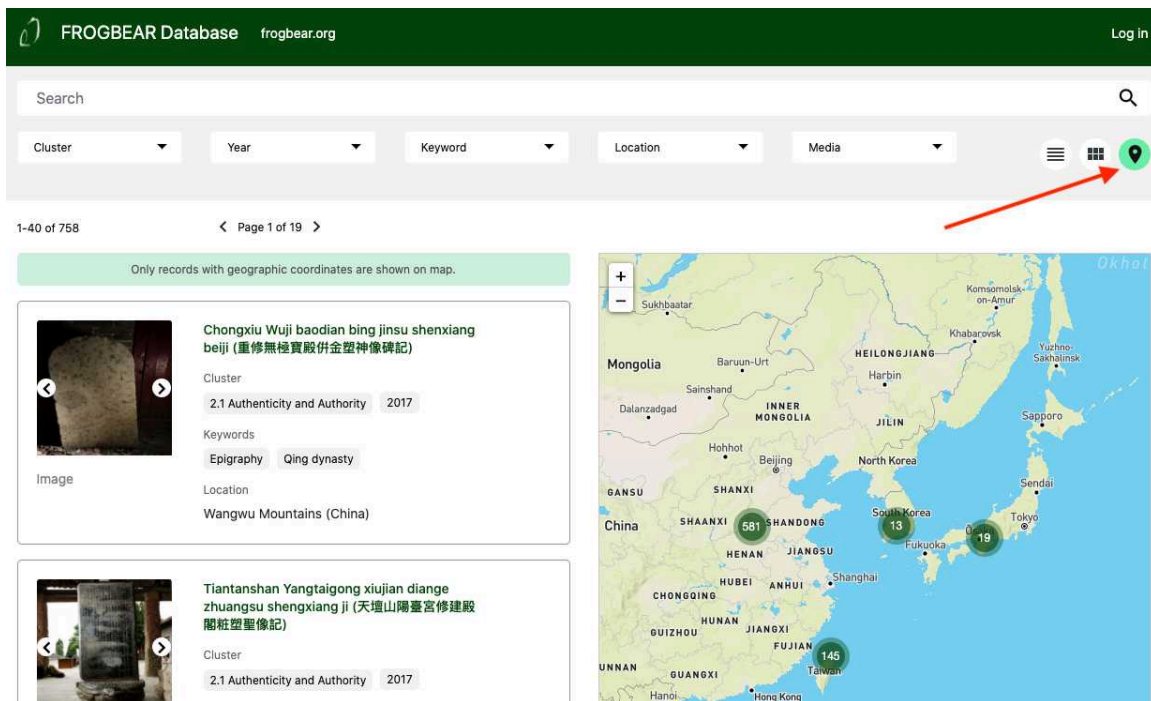 FROGBEAR Database frogbear.org Log in
Search
Cluster Year Keyword Location Media
1-40 of 758 Page 1 of 19
Only records with geographic coordinates are shown on map.
Chongxiu Wuji baodian bing jinsu shenxiang
beiji (重修無極寶殿併金塑神像碑記)
Cluster
2.1 Authenticity and Authority 2017
Keywords
Epigraphy Qing dynasty
Image
Location
Wangwu Mountains (China)
Tiantanshan Yangtaigong xiujian diange
zhuangsu shengxiang ji (天壇山陽臺宮修建殿
閣粧塑聖像記)
Cluster
2.1 Authenticity and Authority 2017
+
−
Okhot
Sukhbaatar
Komsomolsk-
on-Amur
Khabarovsk
Yuzhno-
Sakhalinsk
Mongolia
Baruun-Urt
HEILONGJIANG
Harbin
Sainshand
Dalanzadgad
INNER
MONGOLIA
JILIN
Sapporo
Hohhot
Beijing
North Korea
Sendai
GANSU
SHANXI
South Korea
Tokyo
China
SHAANXI
581
SHANDONG
13
19
Fukuoka
HENAN
JIANGSU
HUBEI
ANHUI
Shanghai
CHONGQING
HUNAN
JIANGXI
GUIZHOU
FUJIAN
145
Taiwan
UNNAN
GUANGXI
Hanoi
Hong Kong